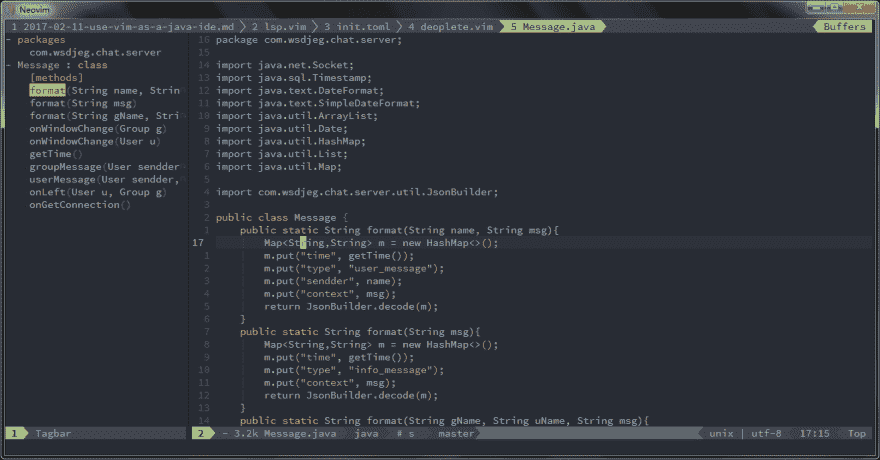 Neovim
1 2017-02-11-use-vim-as-a-java-ide.md 2 lsp.vim 3 init.toml 4 deoplete.vim 5 Message.java Buffers
- packages
com.wsdjeg.chat.server
- Message : class
[methods]
format(String name, Strin
format(String msg)
format(String gName, Stri
onWindowChange(Group g)
onWindowChange(User u)
getTime()
groupMessage(User sendder
userMessage(User sendder,
onLeft(User u, Group g)
onGetConnection()
16 package com.wsdjeg.chat.server;
15
14 import java.net.Socket;
13 import java.sql.Timestamp;
12 import java.text.DateFormat;
11 import java.text.SimpleDateFormat;
10 import java.util.ArrayList;
9 import java.util.Date;
8 import java.util.HashMap;
7 import java.util.List;
6 import java.util.Map;
5
4 import com.wsdjeg.chat.server.util.JsonBuilder;
3
2 public class Message {
1 public static String format(String name, String msg){
17 Map<String,String> m = new HashMap<>();
1 m.put("time", getTime());
2 m.put("type", "user_message");
3 m.put("sendder", name);
4 m.put("context", msg);
5 return JsonBuilder.decode(m);
6 }
7 public static String format(String msg){
8 Map<String,String> m = new HashMap<>();
9 m.put("time", getTime());
10 m.put("type", "info_message");
11 m.put("context", msg);
12 return JsonBuilder.decode(m);
13 }
14 public static String format(String gName, String uName, String msg){
1 Tagbar
2 - 3.2k Message.java java # s master unix | utf-8 17:15 Top